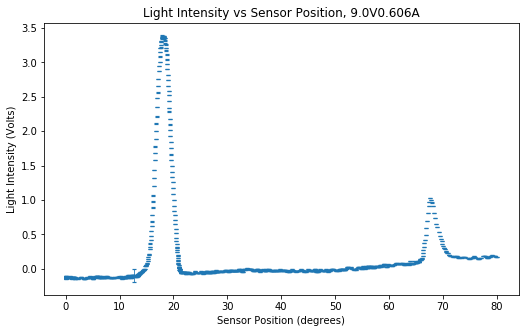 Light Intensity vs Sensor Position, 9.0V0.606A
3.5
3.0
2.5
2.0
1.5
1.0
0.5
0.0
Light Intensity (Volts)
0 10 20 30 40 50 60 70 80
Sensor Position (degrees)